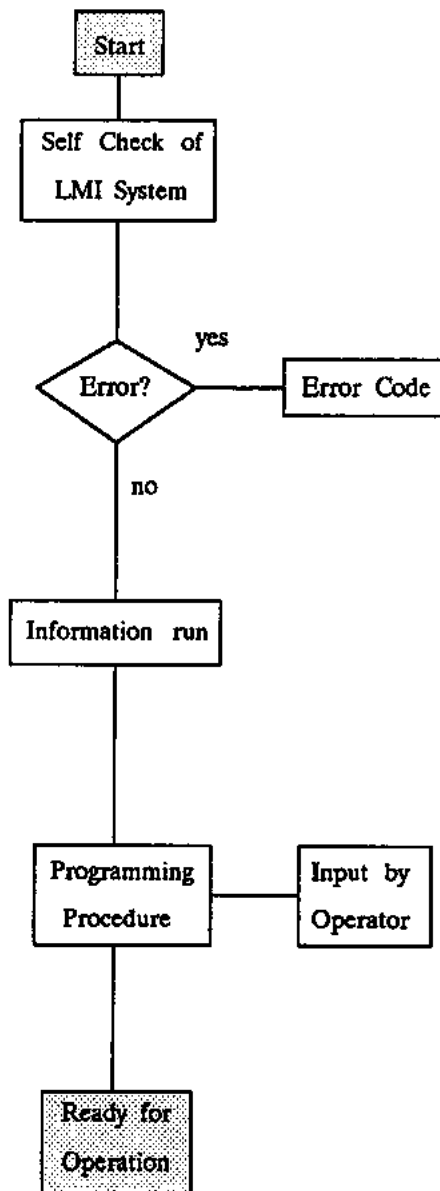 Start
Self Check of
LMI System
yes
Error?
Error Code
no
Information run
Programming
Procedure
Input by
Operator
Ready for
Operation